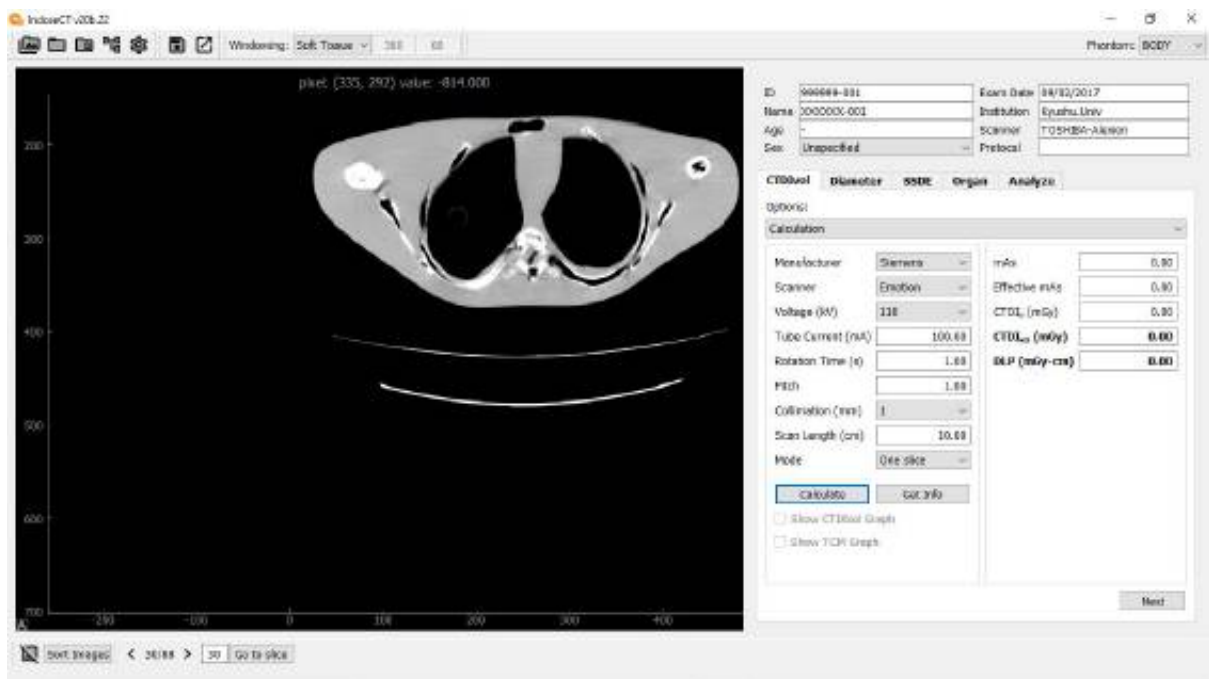 IndoseCT v20b.22
Windowing: Soft Tissue
Phantom: BODY
pixel: (335, 292) value: -814.000
ID 999999-001 Exam Date 09/02/2017
Name XXXXXX-001 Institution Kyushu.Univ
Age - Scanner TOSHIBA-Alexion
Sex Unspecified Protocol
CTDIvol Diameter SSDE Organ Analyze
Options:
Calculation
Manufacturer Siemens mAs 0.00
Scanner Emotion Effective mAs 0.00
Voltage (kV) 110 (mGy) 0.00
Tube Current (mA) 100.00 (mGy) 0.00
Rotation Time (s) 1.00 DLP (mGy-cm) 0.00
Pitch 1.00
Collimation (mm) 1
Scan Length (cm) 10.00
Mode One slice
Calculate Get Info
Show CTDIvol Graph
Show TCM Graph
Next
200
300
400
500
600
700
-200 -100 0 100 200 300 400
Sort Images < 30/88 > 30 Go to slice